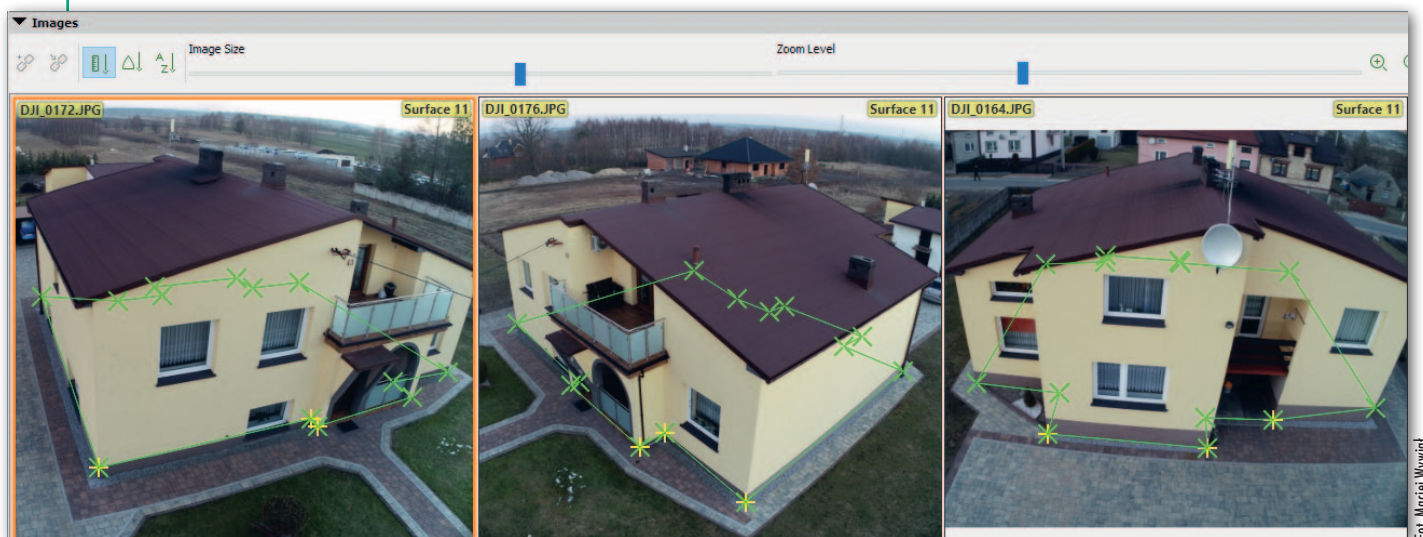 Images
Image Size
Zoom Level
DJI_0172.JPG
Surface 11
DJI_0176.JPG
Surface 11
DJI_0164.JPG
Surface 11
Fot. Maciej Wywiał